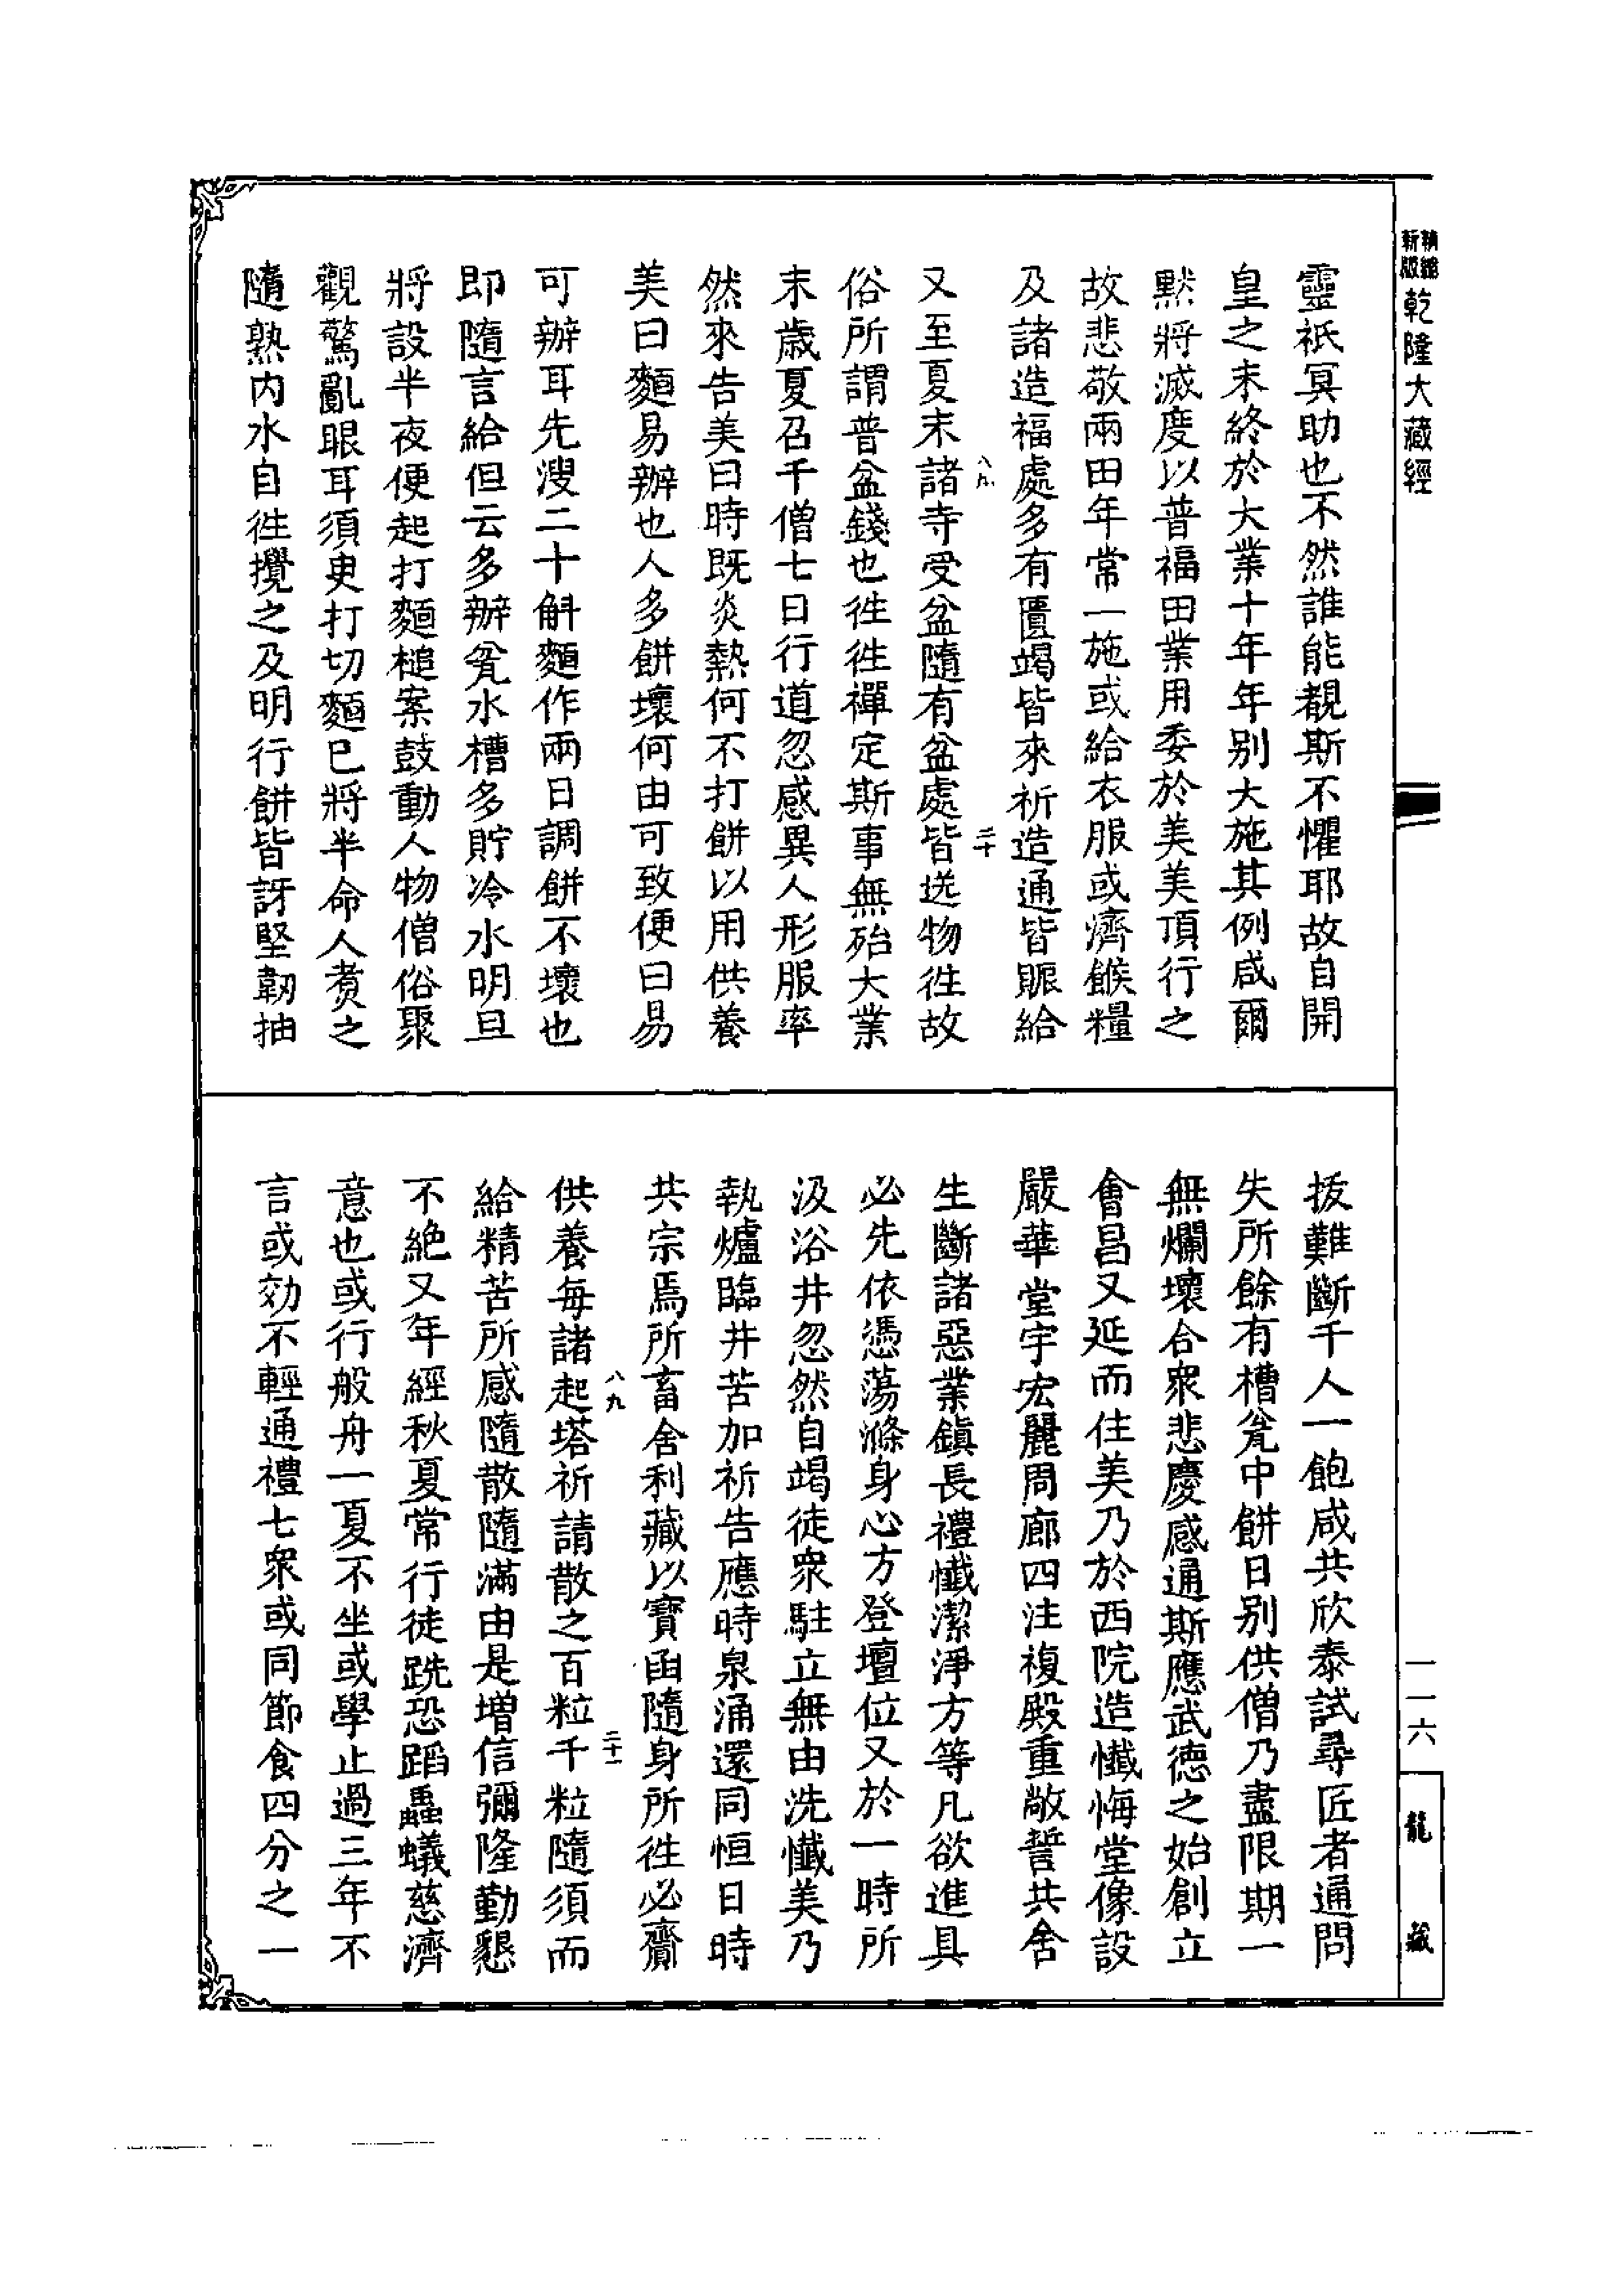 精縮
新版
乾隆大藏經
靈祇冥助也不然誰能覩斯不懼耶故自開
皇之末終於大業十年年別大施其例咸爾
默將滅度以普福田業用委於美美頂行之
故悲敬兩田年常一施或給衣服或濟餱糧
及諸造福處多有匱竭皆來祈造通皆賑給
八九
二十
又至夏末諸寺受盆隨有盆處皆送物徃故
俗所謂普盆錢也徃徃禪定斯事無殆大業
末歳夏召千僧七日行道忽感異人形服率
然來告美曰時既炎熱何不打餅以用供養
美曰麵易辦也人多餅壞何由可致便曰易
可辦耳先溲二十斛麵作兩日調餅不壞也
即隨言給但云多辦瓮水槽多貯冷水明旦
將設半夜便起打麵槌案鼓動人物僧俗聚
觀驚亂眼耳須臾打切麵已將半命人煑之
隨熟内水自徃攪之及明行餅皆訝堅韌抽
拔難斷千人一飽咸共欣泰試尋匠者通問
失所餘有槽瓮中餅日別供僧乃盡限期一
無爛壞合衆悲慶感通斯應武德之始創立
會昌又延而住美乃於西院造懺悔堂像設
嚴華堂宇宏麗周廊四注複殿重敞誓共含
生斷諸惡業鎮長禮懺潔淨方等凡欲進具
必先依憑蕩滌身心方登壇位又於一時所
汲浴井忽然自竭徒衆駐立無由洗懺美乃
執爐臨井苦加祈告應時泉涌還同恒日時
共宗焉所畜舍利藏以寳函隨身所徃必齎
八九
二十一
供養每諸起塔祈請散之百粒千粒隨須而
給精苦所感隨散隨滿由是增信彌隆勤懇
不絶又年經秋夏常行徒跣恐蹈蟲蟻慈濟
意也或行般舟一夏不坐或學止過三年不
言或効不輕通禮七衆或同節食四分之一
一一六
龍藏